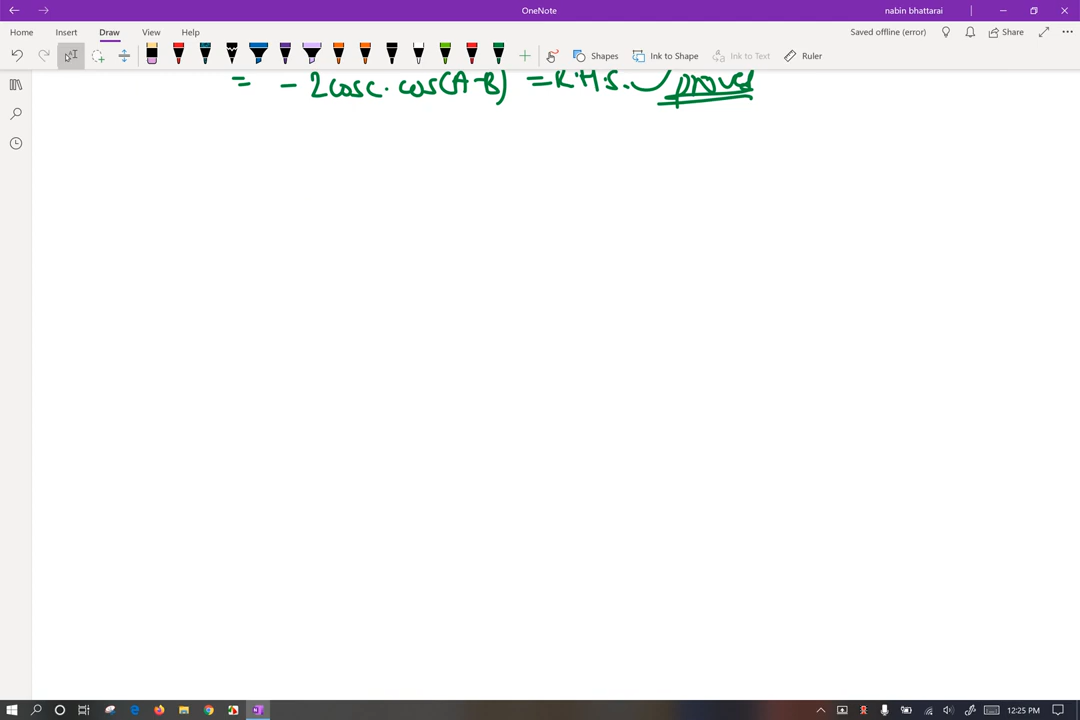 OneNote
nabin bhattarai
Home Insert Draw View Help
Saved offline (error) Share
Shapes Ink to Shape Ink to Text Ruler
= - 2cosc. cos(A-B) = R.H.S. proved
12:25 PM